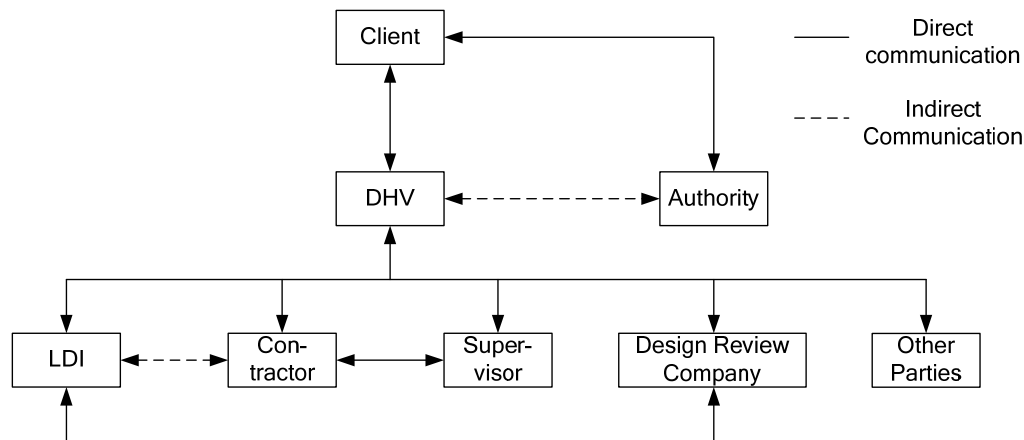 Client
Direct
communication
Indirect
Communication
DHV
Authority
LDI
Con-
tractor
Super-
visor
Design Review
Company
Other
Parties